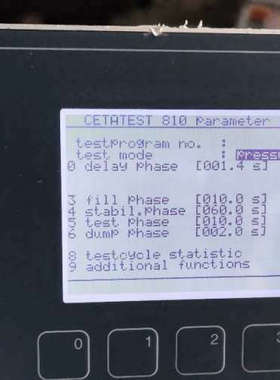 CETATEST 810 parameter
testprogram no. :
test mode : pressu
0 delay phase [001.4 s]
3 fill phase [010.0 s]
4 stabil.phase [060.0 s]
5 test phase [010.0 s]
6 dump phase [002.0 s]
8 testcycle statistic
9 additional functions
0 1 2 3